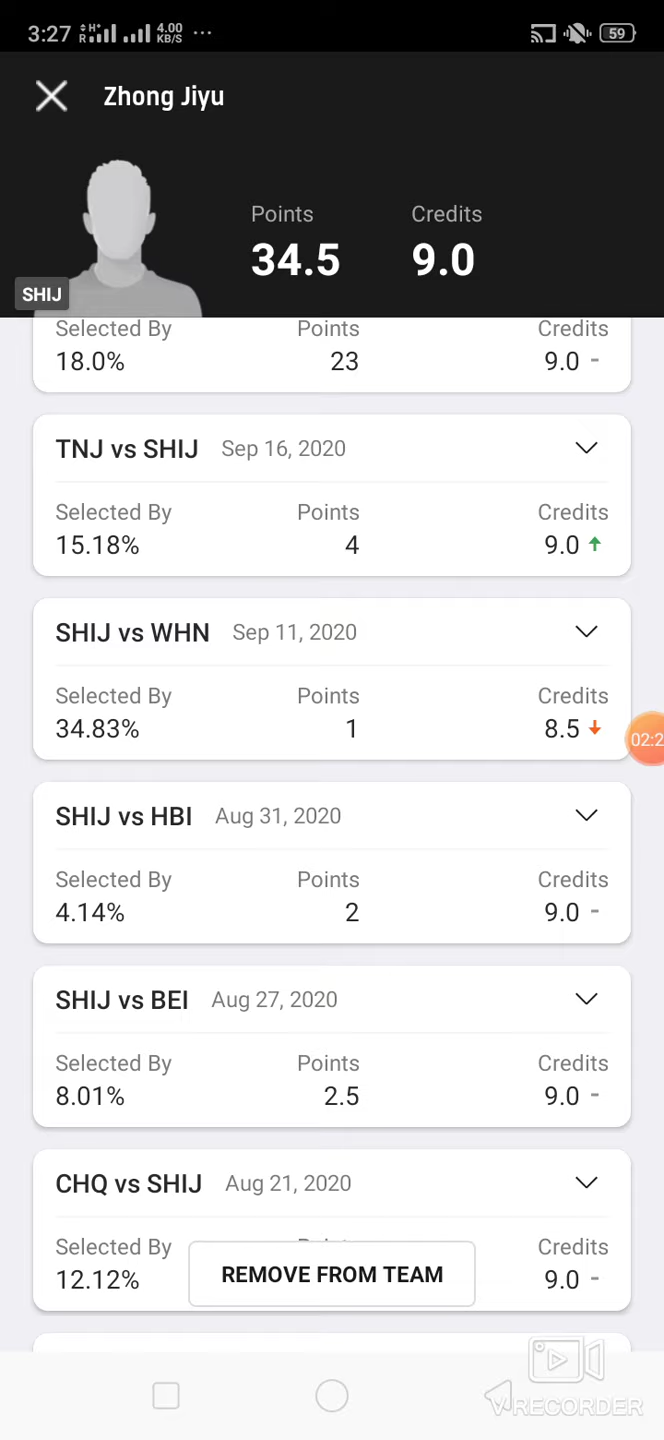 3:27 R H+ 4.00 KB/S ... 59
Zhong Jiyu
Points Credits
34.5 9.0
SHIJ
Selected By Points Credits
18.0% 23 9.0 -
TNJ vs SHIJ Sep 16, 2020
Selected By Points Credits
15.18% 4 9.0
SHIJ vs WHN Sep 11, 2020
Selected By Points Credits
34.83% 1 8.5
02:2
SHIJ vs HBI Aug 31, 2020
Selected By Points Credits
4.14% 2 9.0 -
SHIJ vs BEI Aug 27, 2020
Selected By Points Credits
8.01% 2.5 9.0 -
CHQ vs SHIJ Aug 21, 2020
Selected By Credits
12.12% 9.0 -
REMOVE FROM TEAM
VRECORDER